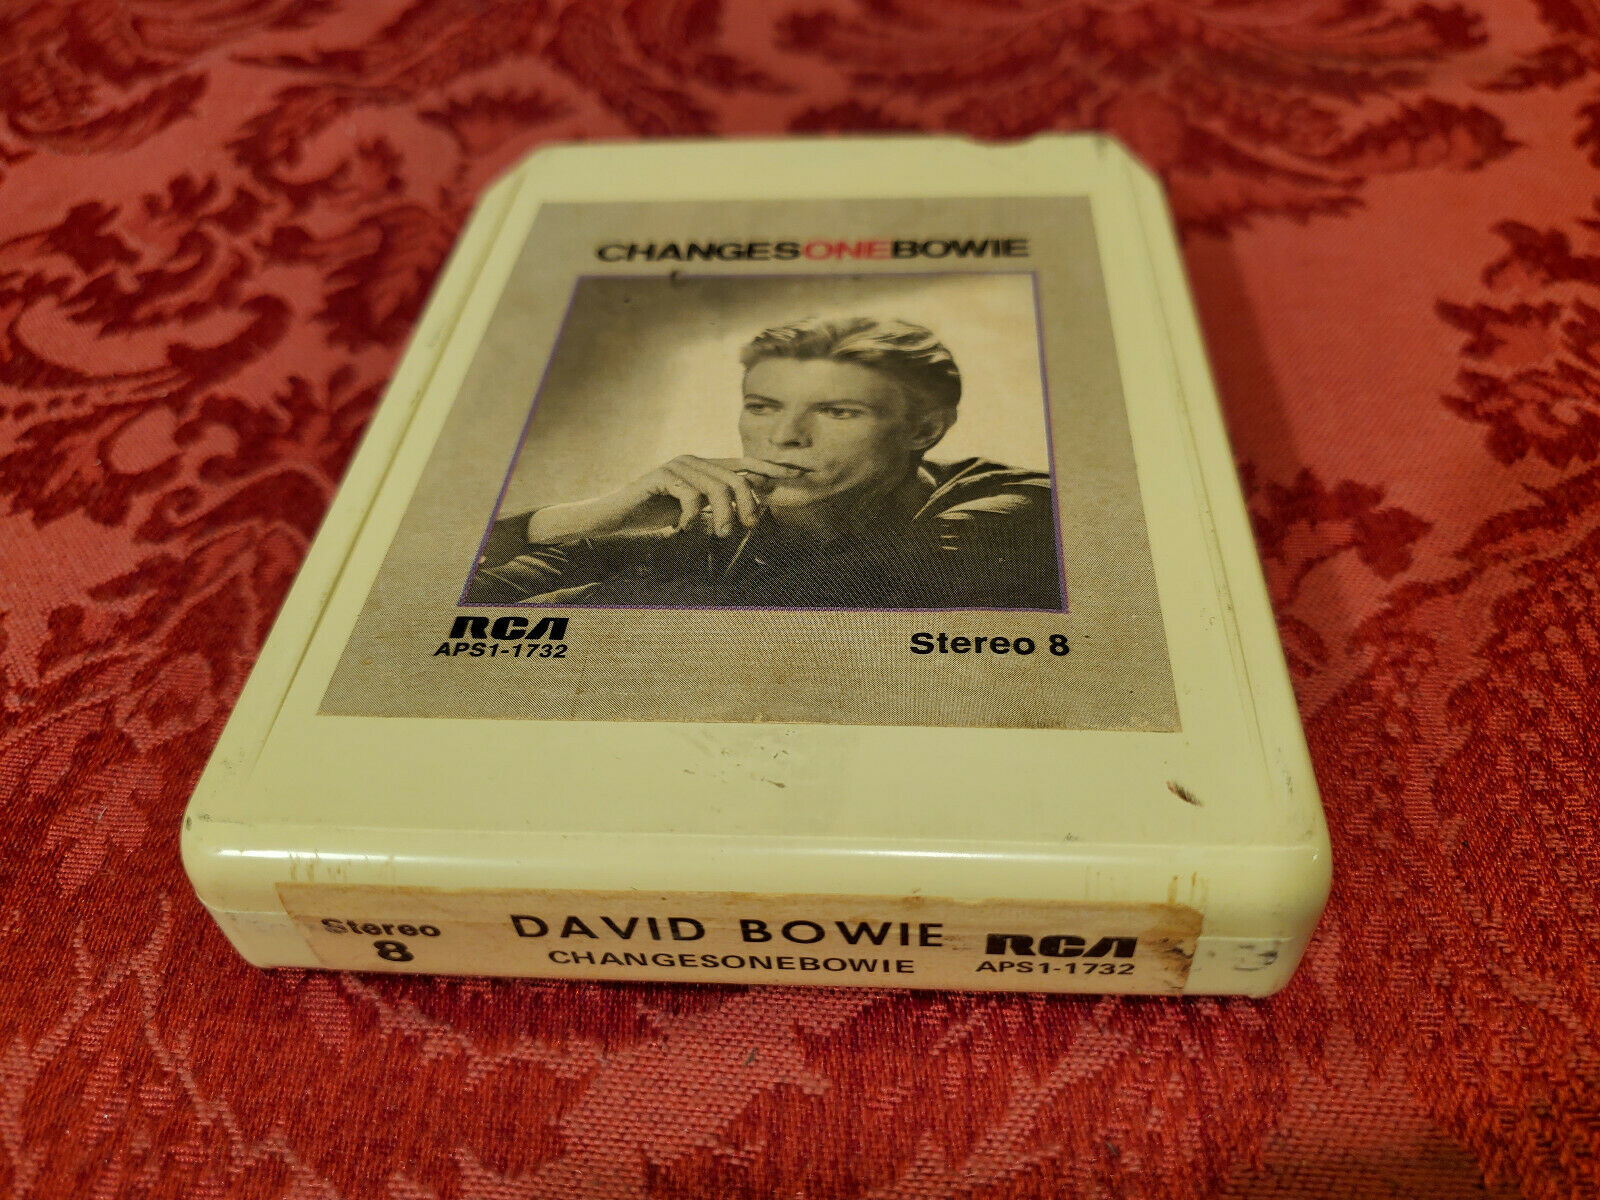 CHANGESONEBOWIE
RCA
APS1-1732
Stereo 8
Stereo
8
DAVID BOWIE
CHANGESONEBOWIE
RCA
APS1-1732